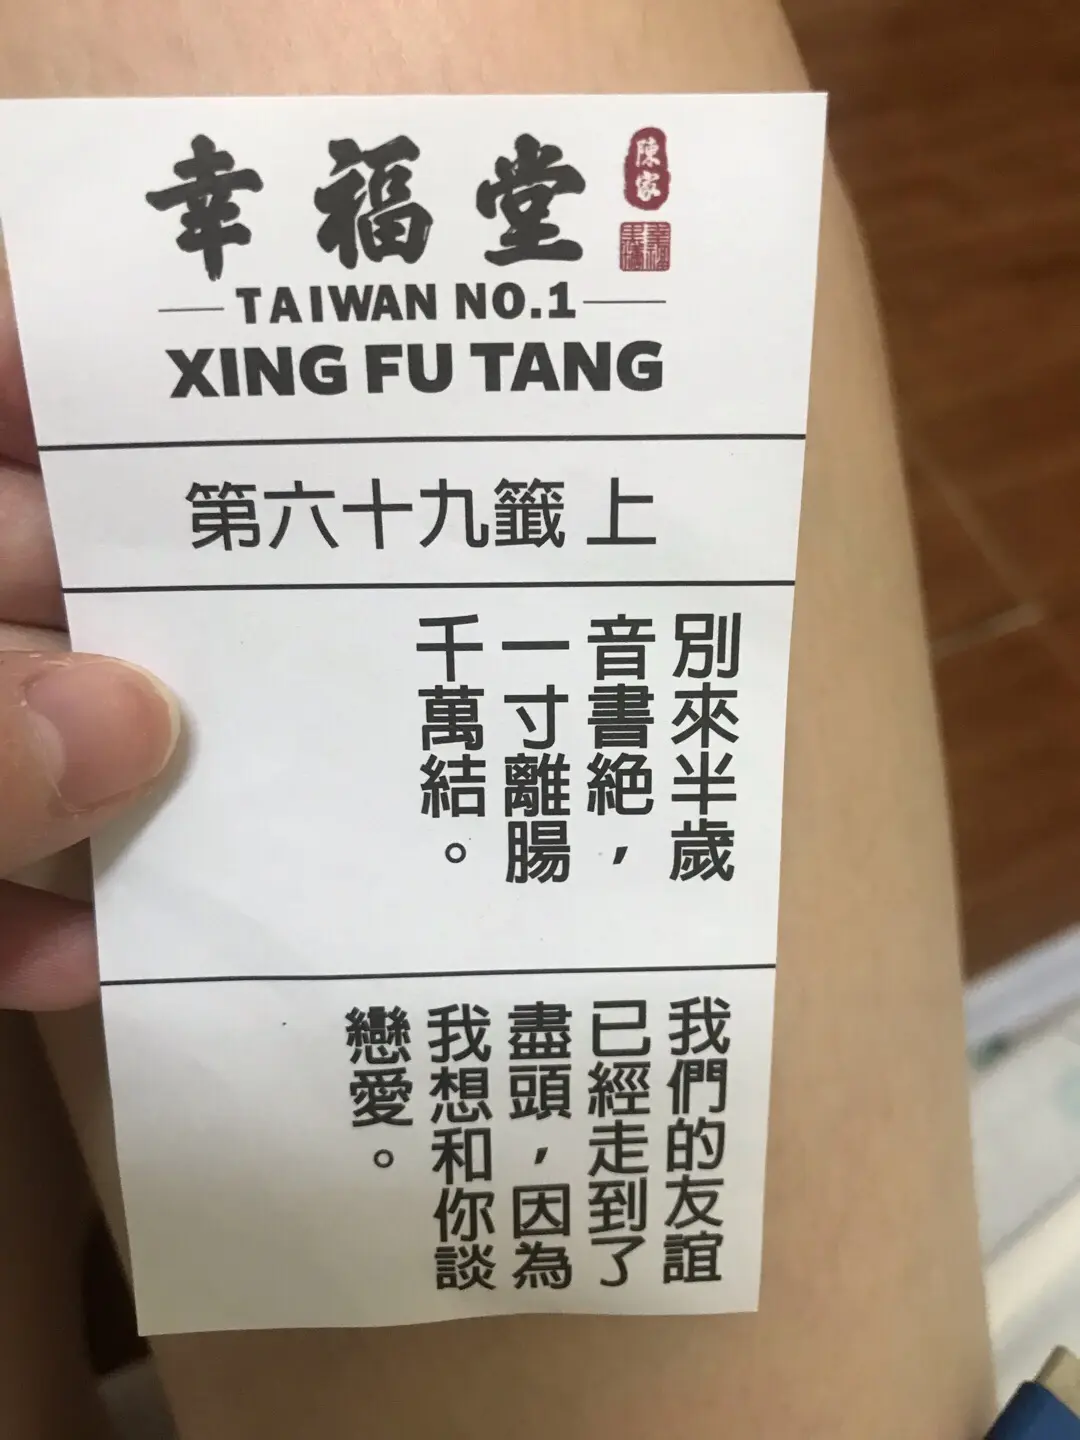 幸福堂
陳家
TAIWAN NO.1
XING FU TANG
第六十九籤 上
別來半歲
音書絕，
一寸離腸
千萬結。
我們的友誼
已經走到了
盡頭，因為
我想和你談
戀愛。